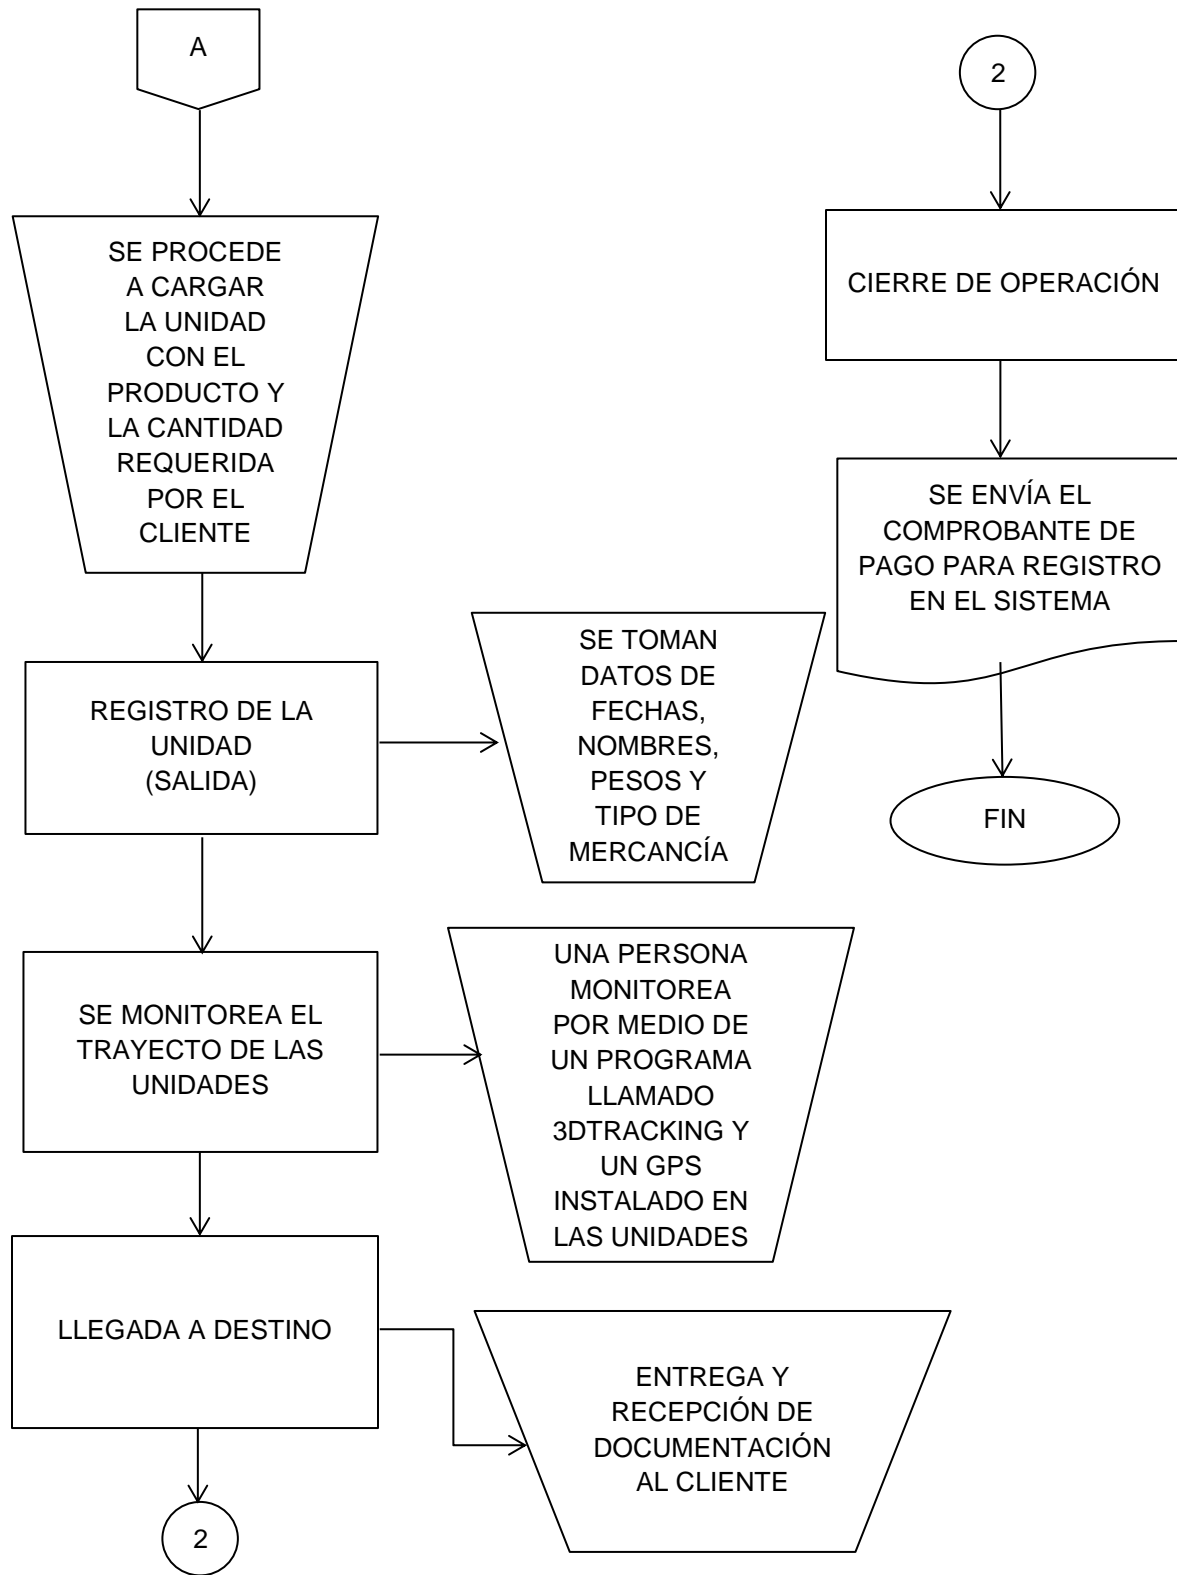 A
SE PROCEDE
A CARGAR
LA UNIDAD
CON EL
PRODUCTO Y
LA CANTIDAD
REQUERIDA
POR EL
CLIENTE
REGISTRO DE LA
UNIDAD
(SALIDA)
SE TOMAN
DATOS DE
FECHAS,
NOMBRES,
PESOS Y
TIPO DE
MERCANCÍA
SE MONITOREA EL
TRAYECTO DE LAS
UNIDADES
UNA PERSONA
MONITOREA
POR MEDIO DE
UN PROGRAMA
LLAMADO
3DTRACKING Y
UN GPS
INSTALADO EN
LAS UNIDADES
LLEGADA A DESTINO
ENTREGA Y
RECEPCIÓN DE
DOCUMENTACIÓN
AL CLIENTE
2
2
CIERRE DE OPERACIÓN
SE ENVÍA EL
COMPROBANTE DE
PAGO PARA REGISTRO
EN EL SISTEMA
FIN